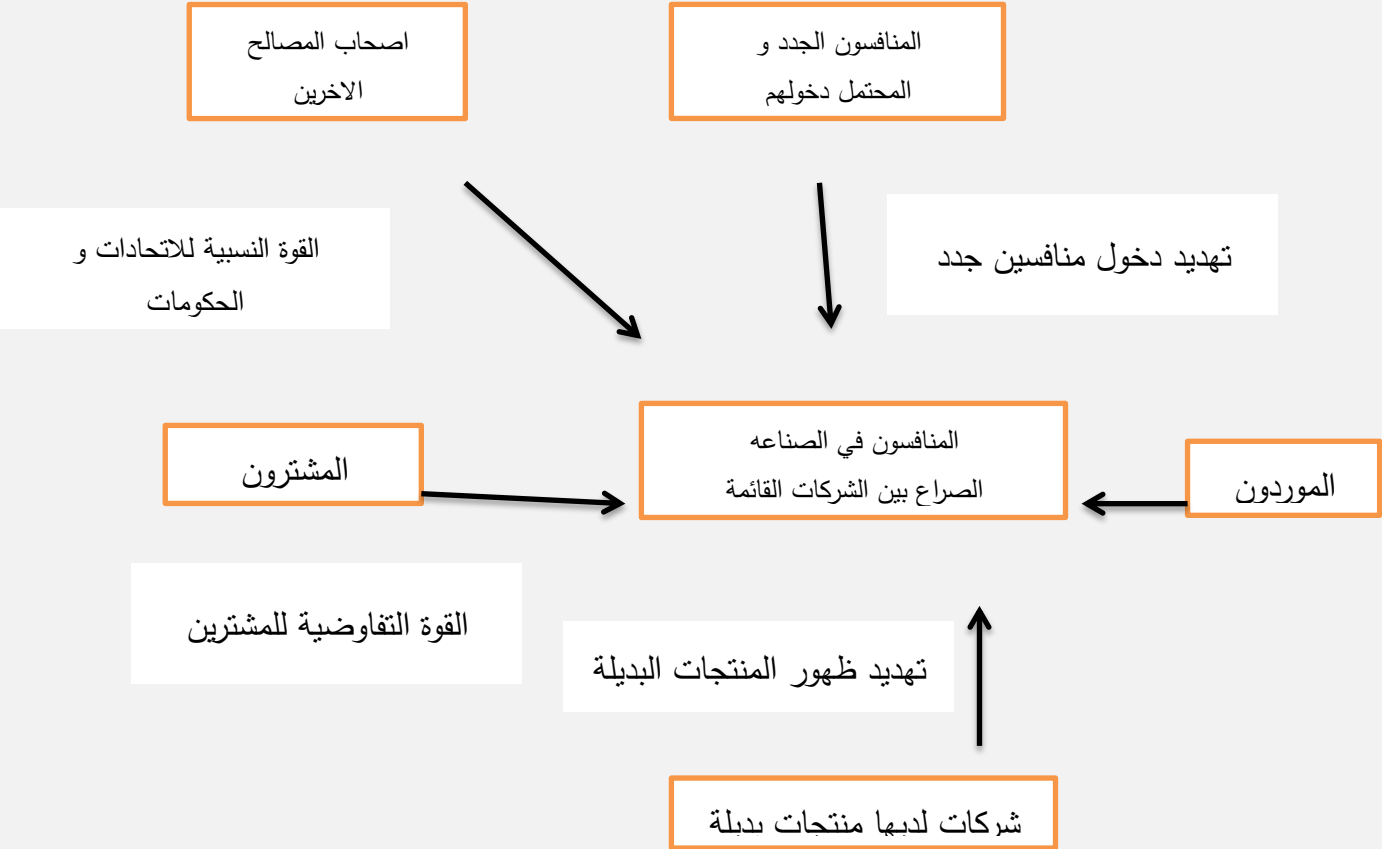 المنافسون الجدد و
المحتمل دخولهم
اصحاب المصالح
الاخرين
تهديد دخول منافسين جدد
القوة النسبية للاتحادات و
الحكومات
الموردون
المنافسون في الصناعه
الصراع بين الشركات القائمة
المشترون
القوة التفاوضية للمشترين
تهديد ظهور المنتجات البديلة
شركات لديها منتجات بديلة